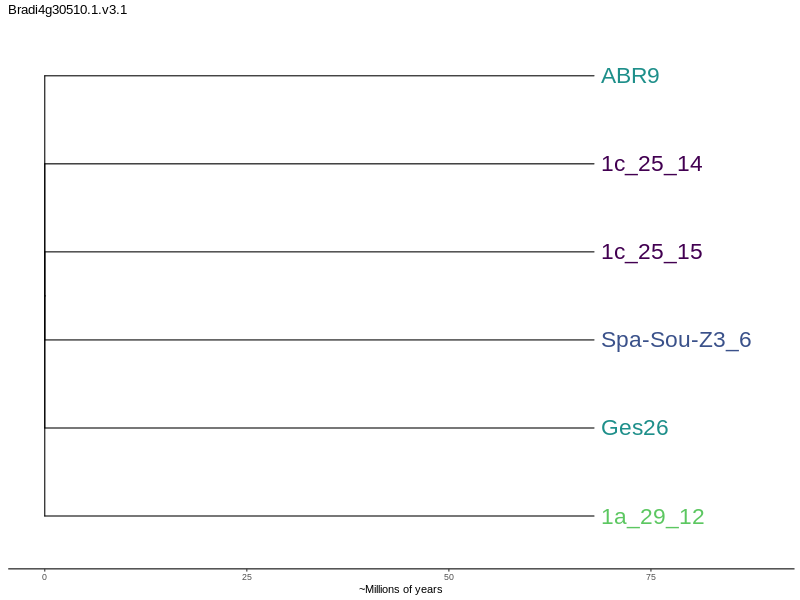 Bradi4g30510.1.v3.1
ABR9
1c_25_14
1c_25_15
Spa-Sou-Z3_6
Ges26
1a_29_12
0 25 50 75
~Millions of years